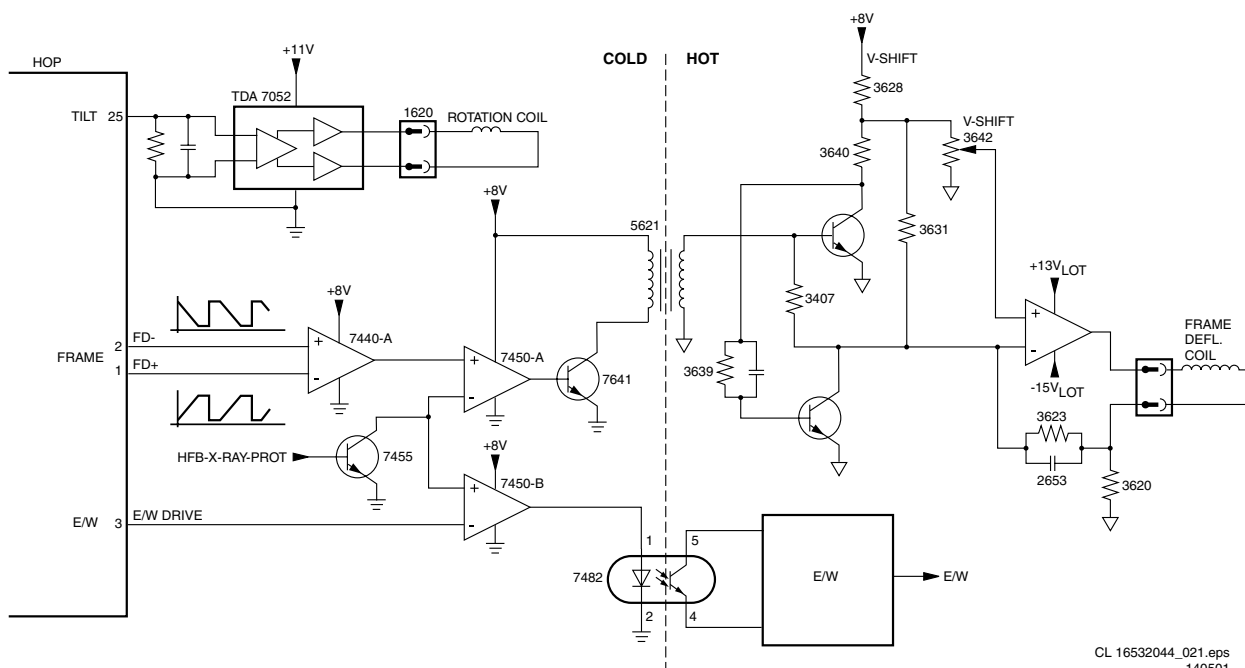 +8V
COLD
HOT
+11V
HOP
V-SHIFT
3628
TDA 7052
1620
ROTATION COIL
TILT
25
V-SHIFT
3642
3640
+8V
5621
3631
+13VLOT
3407
+8V
FD-
2
7440-A
FRAME
FRAME
DEFL.
COIL
1
FD+
7450-A
7641
3639
-15VLOT
3623
HFB-X-RAY-PROT
7455
+8V
7450-B
2653
3620
E/W
3
E/W DRIVE
1
5
7482
E/W
E/W
2
4
CL 16532044_021.eps
140501